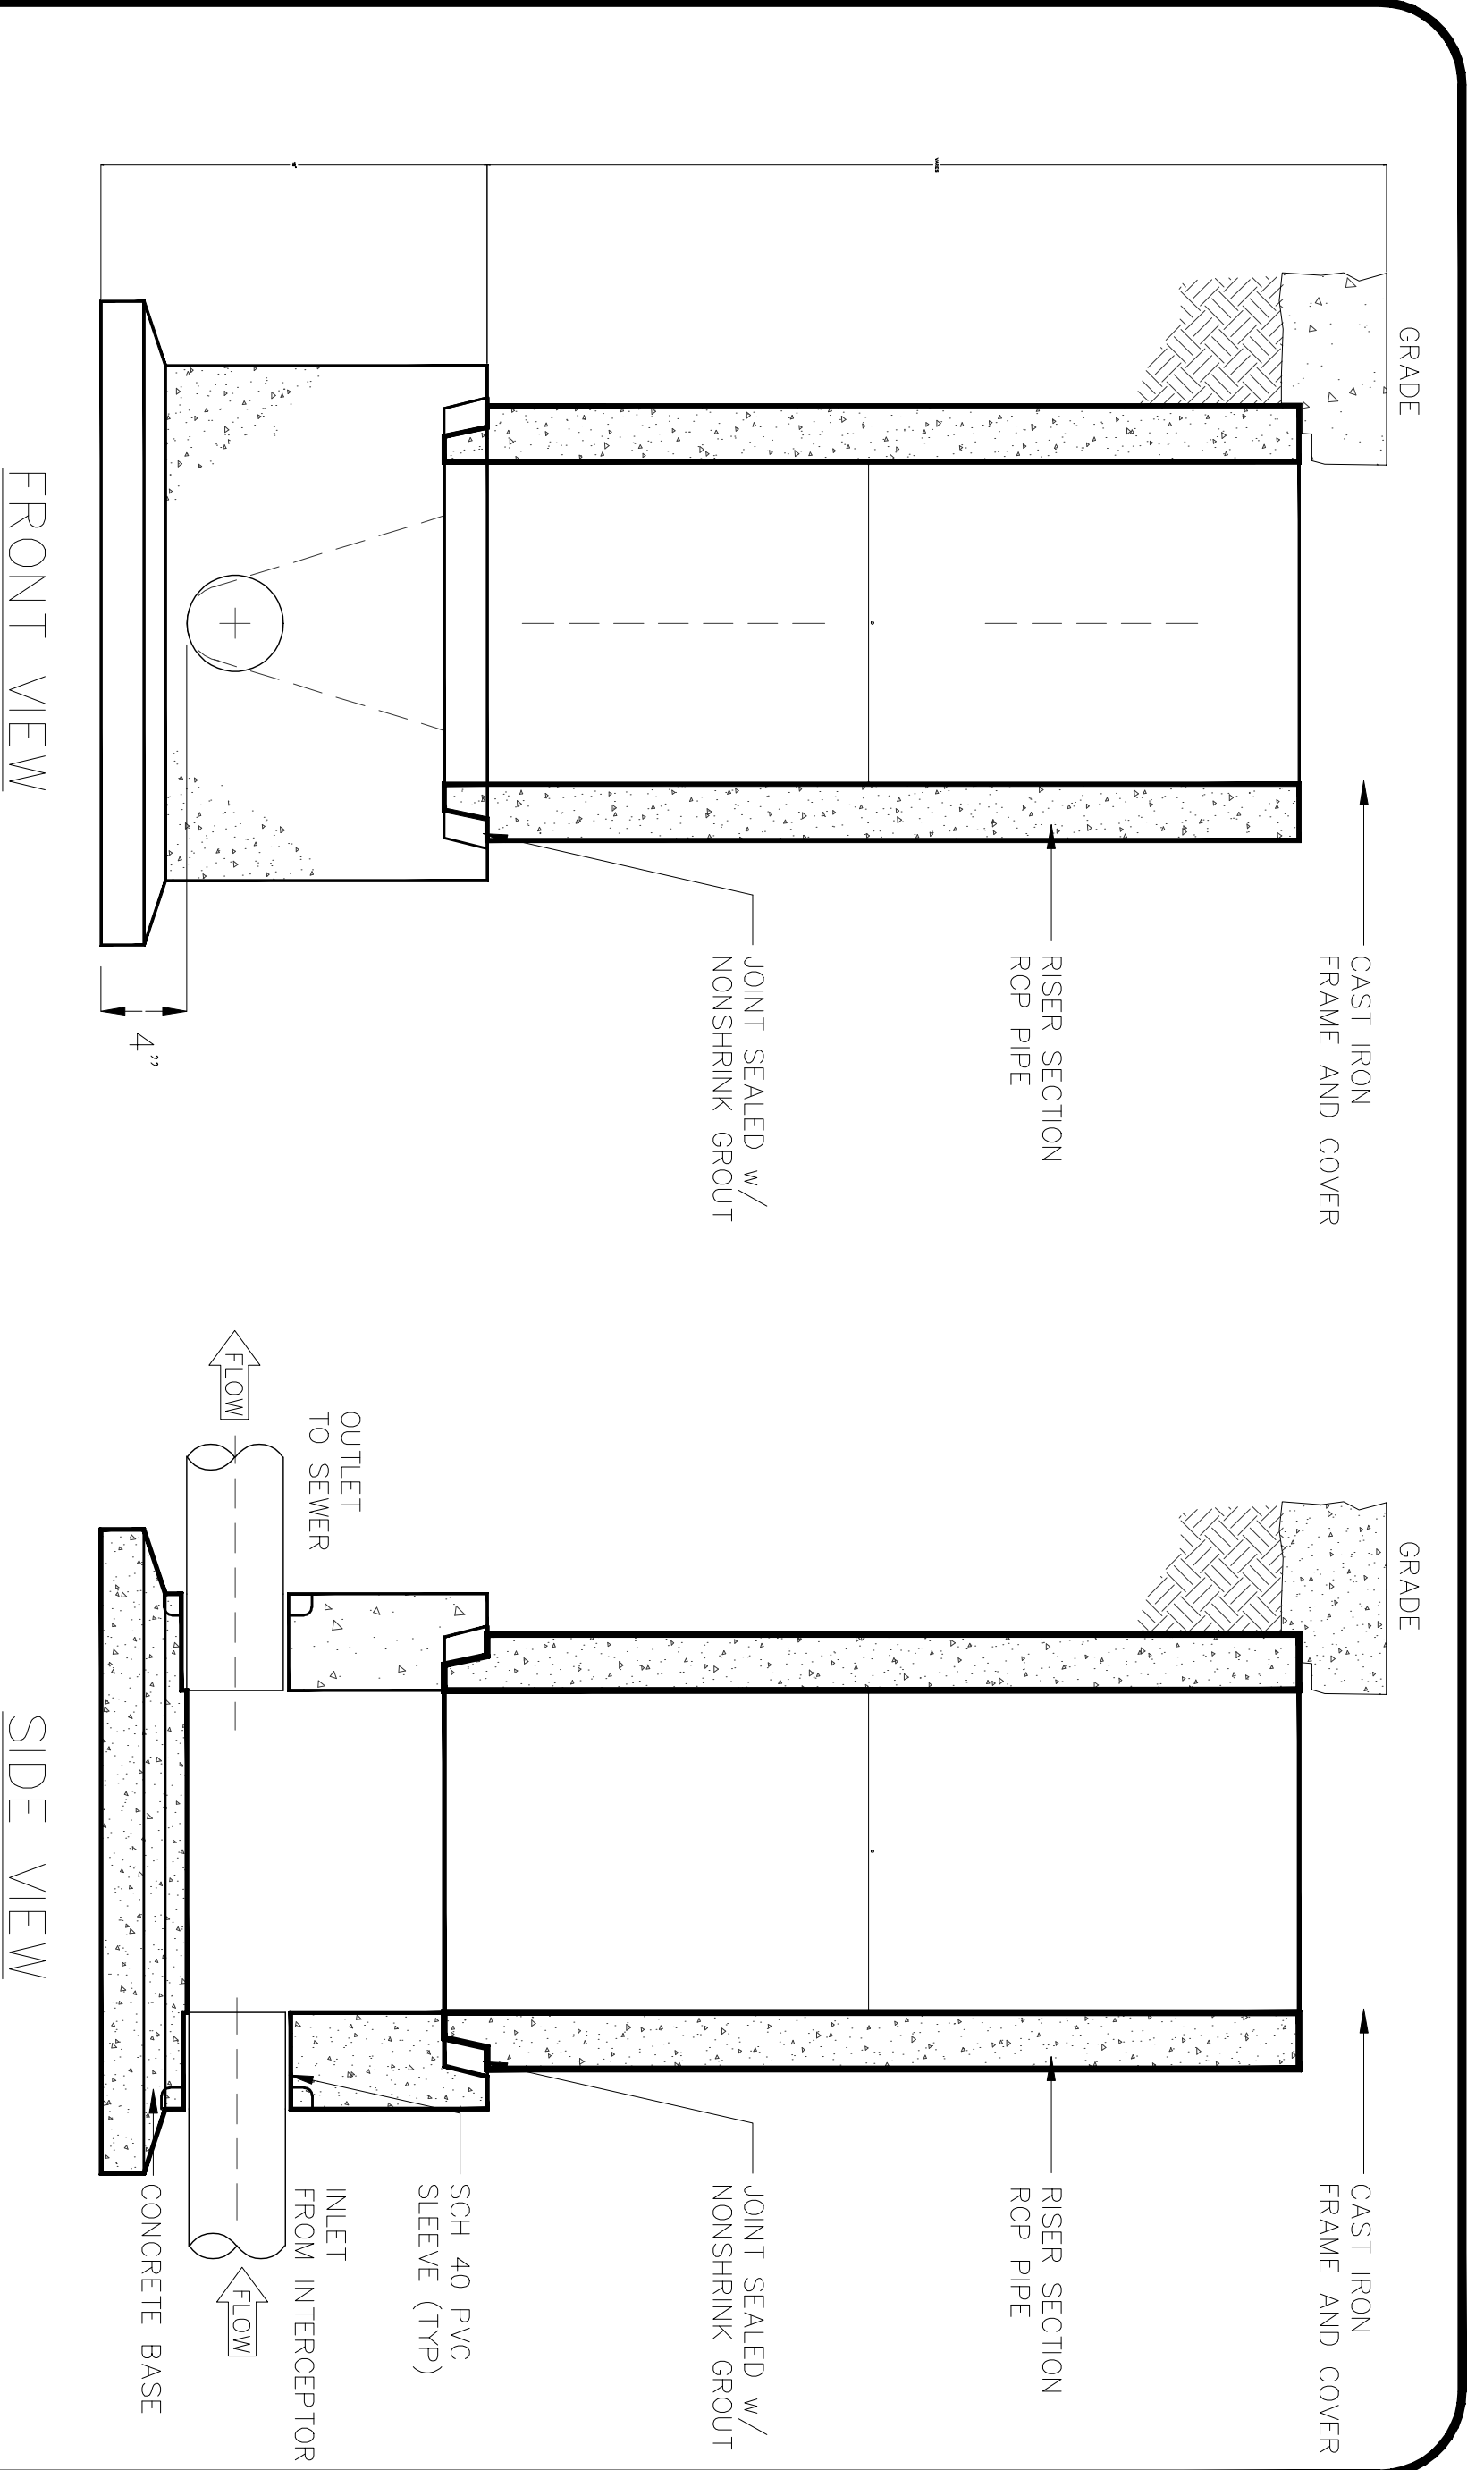 GRADE
CAST IRON
FRAME AND COVER
RISER SECTION
RCP PIPE
JOINT SEALED w/
NONSHRINK GROUT
4"
FRONT VIEW
GRADE
CAST IRON
FRAME AND COVER
RISER SECTION
RCP PIPE
JOINT SEALED w/
NONSHRINK GROUT
SCH 40 PVC
SLEEVE (TYP)
OUTLET
TO SEWER
FLOW
INLET
FROM INTERCEPTOR
FLOW
CONCRETE BASE
SIDE VIEW